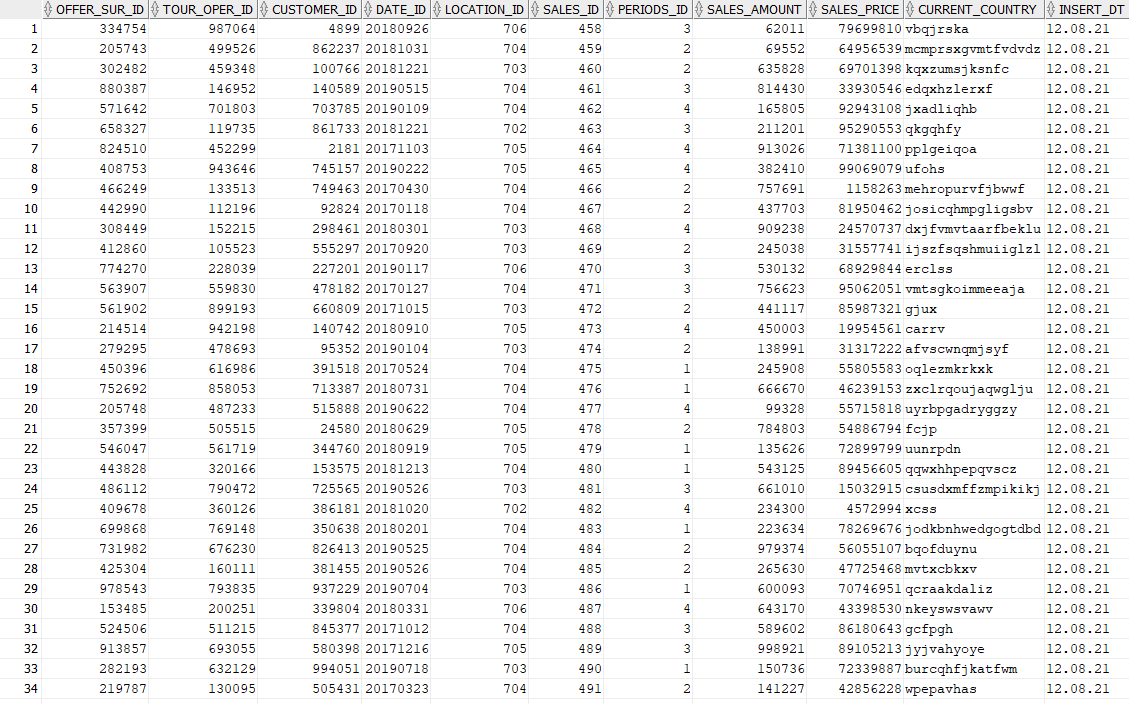 OFFER_SUR_ID TOUR_OPER_ID CUSTOMER_ID DATE_ID LOCATION_ID SALES_ID PERIODS_ID SALES_AMOUNT SALES_PRICE CURRENT_COUNTRY INSERT_DT
1 334754 987064 4899 20180926 706 458 3 62011 79699810 vbqjrska 12.08.21
2 205743 499526 862237 20181031 704 459 2 69552 64956539 mcmprsxgvmtfvdvdz 12.08.21
3 302482 459348 100766 20181221 703 460 2 635828 69701398 kqxzumsjksnfc 12.08.21
4 880387 146952 140589 20190515 704 461 3 814430 33930546 edqxhzlerxf 12.08.21
5 571642 701803 703785 20190109 704 462 4 165805 92943108 jxadliqhb 12.08.21
6 658327 119735 861733 20181221 702 463 3 211201 95290553 qkgqhfy 12.08.21
7 824510 452299 2181 20171103 705 464 4 913026 71381100 pplgeiqoa 12.08.21
8 408753 943646 745157 20190222 705 465 4 382410 99069079 ufohs 12.08.21
9 466249 133513 749463 20170430 704 466 2 757691 1158263 mehropurvfjbwwf 12.08.21
10 442990 112196 92824 20170118 704 467 2 437703 81950462 josicqhmpgligsbv 12.08.21
11 308449 152215 298461 20180301 703 468 4 909238 24570737 dxjfvmvtaarfbeklu 12.08.21
12 412860 105523 555297 20170920 703 469 2 245038 31557741 ijszfsqshmuiiglzl 12.08.21
13 774270 228039 227201 20190117 706 470 3 530132 68929844 erclss 12.08.21
14 563907 559830 478182 20170127 704 471 3 756623 95062051 vmtsgkoimmeeaja 12.08.21
15 561902 899193 660809 20171015 703 472 2 441117 85987321 gjux 12.08.21
16 214514 942198 140742 20180910 705 473 4 450003 19954561 carrv 12.08.21
17 279295 478693 95352 20190104 703 474 2 138991 31317222 afvscwnqmjsyf 12.08.21
18 450396 616986 391518 20170524 704 475 1 245908 55805583 oqlezmkrkxk 12.08.21
19 752692 858053 713387 20180731 704 476 1 666670 46239153 zxclrqoujaqwglju 12.08.21
20 205748 487233 515888 20190622 704 477 4 99328 55715818 uyrbpgadryggzy 12.08.21
21 357399 505515 24580 20180629 705 478 2 784803 54886794 fcjp 12.08.21
22 546047 561719 344760 20180919 705 479 1 135626 72899799 uunrpdn 12.08.21
23 443828 320166 153575 20181213 704 480 1 543125 89456605 qqwxhhpepqvscz 12.08.21
24 486112 790472 725565 20190526 703 481 3 661010 15032915 csusdxmffzmpikikj 12.08.21
25 409678 360126 386181 20181020 702 482 4 234300 4572994 xcss 12.08.21
26 699868 769148 350638 20180201 704 483 1 223634 78269676 jodkbnhwedgogtdbd 12.08.21
27 731982 676230 826413 20190525 704 484 2 979374 56055107 bqofduynu 12.08.21
28 425304 160111 381455 20190526 704 485 2 265630 47725468 mvtxcbkxv 12.08.21
29 978543 793835 937229 20190704 703 486 1 600093 70746951 qcraakdaliz 12.08.21
30 153485 200251 339804 20180331 706 487 4 643170 43398530 nkeyswsvawv 12.08.21
31 524506 511215 845377 20171012 704 488 3 589602 86180643 gcfpgh 12.08.21
32 913857 693055 580398 20171216 705 489 3 998921 89105213 jyjvahyoye 12.08.21
33 282193 632129 994051 20190718 703 490 1 150736 72339887 burcqhfjkatfwm 12.08.21
34 219787 130095 505431 20170323 704 491 2 141227 42856228 wpepavhas 12.08.21